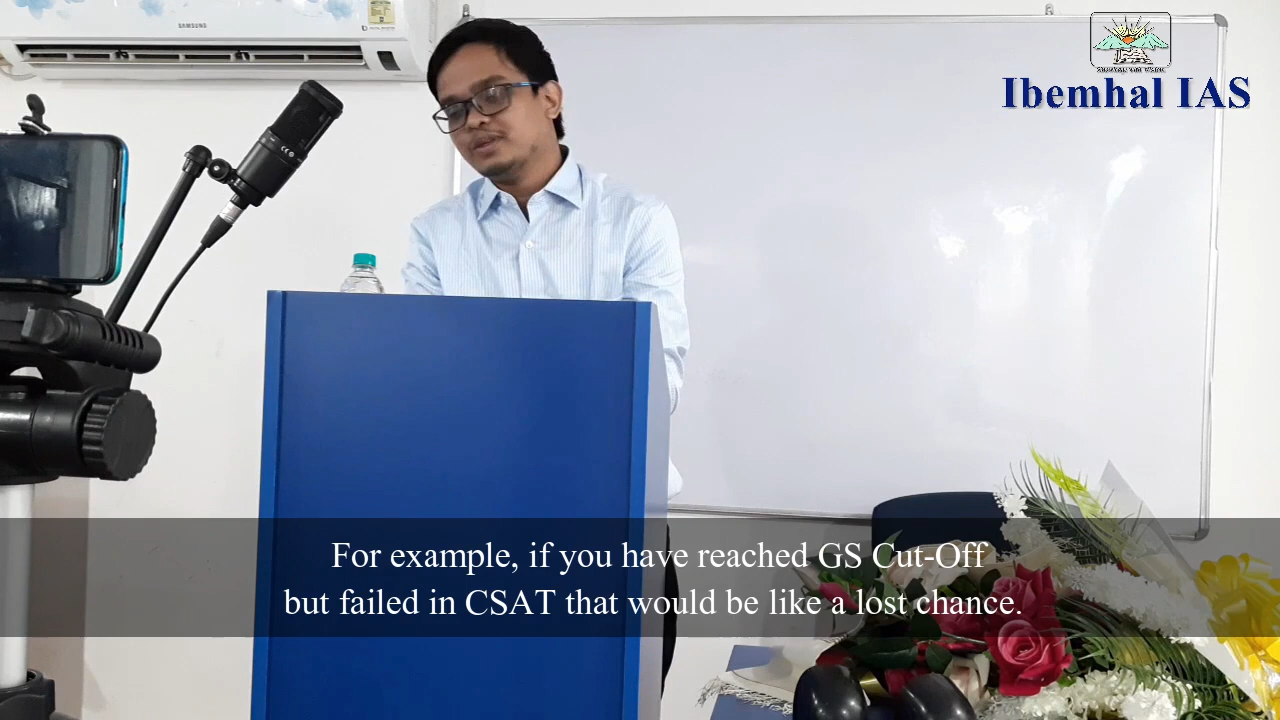 SAMSUNG
Ibemhal IAS
For example, if you have reached GS Cut-Off
but failed in CSAT that would be like a lost chance.